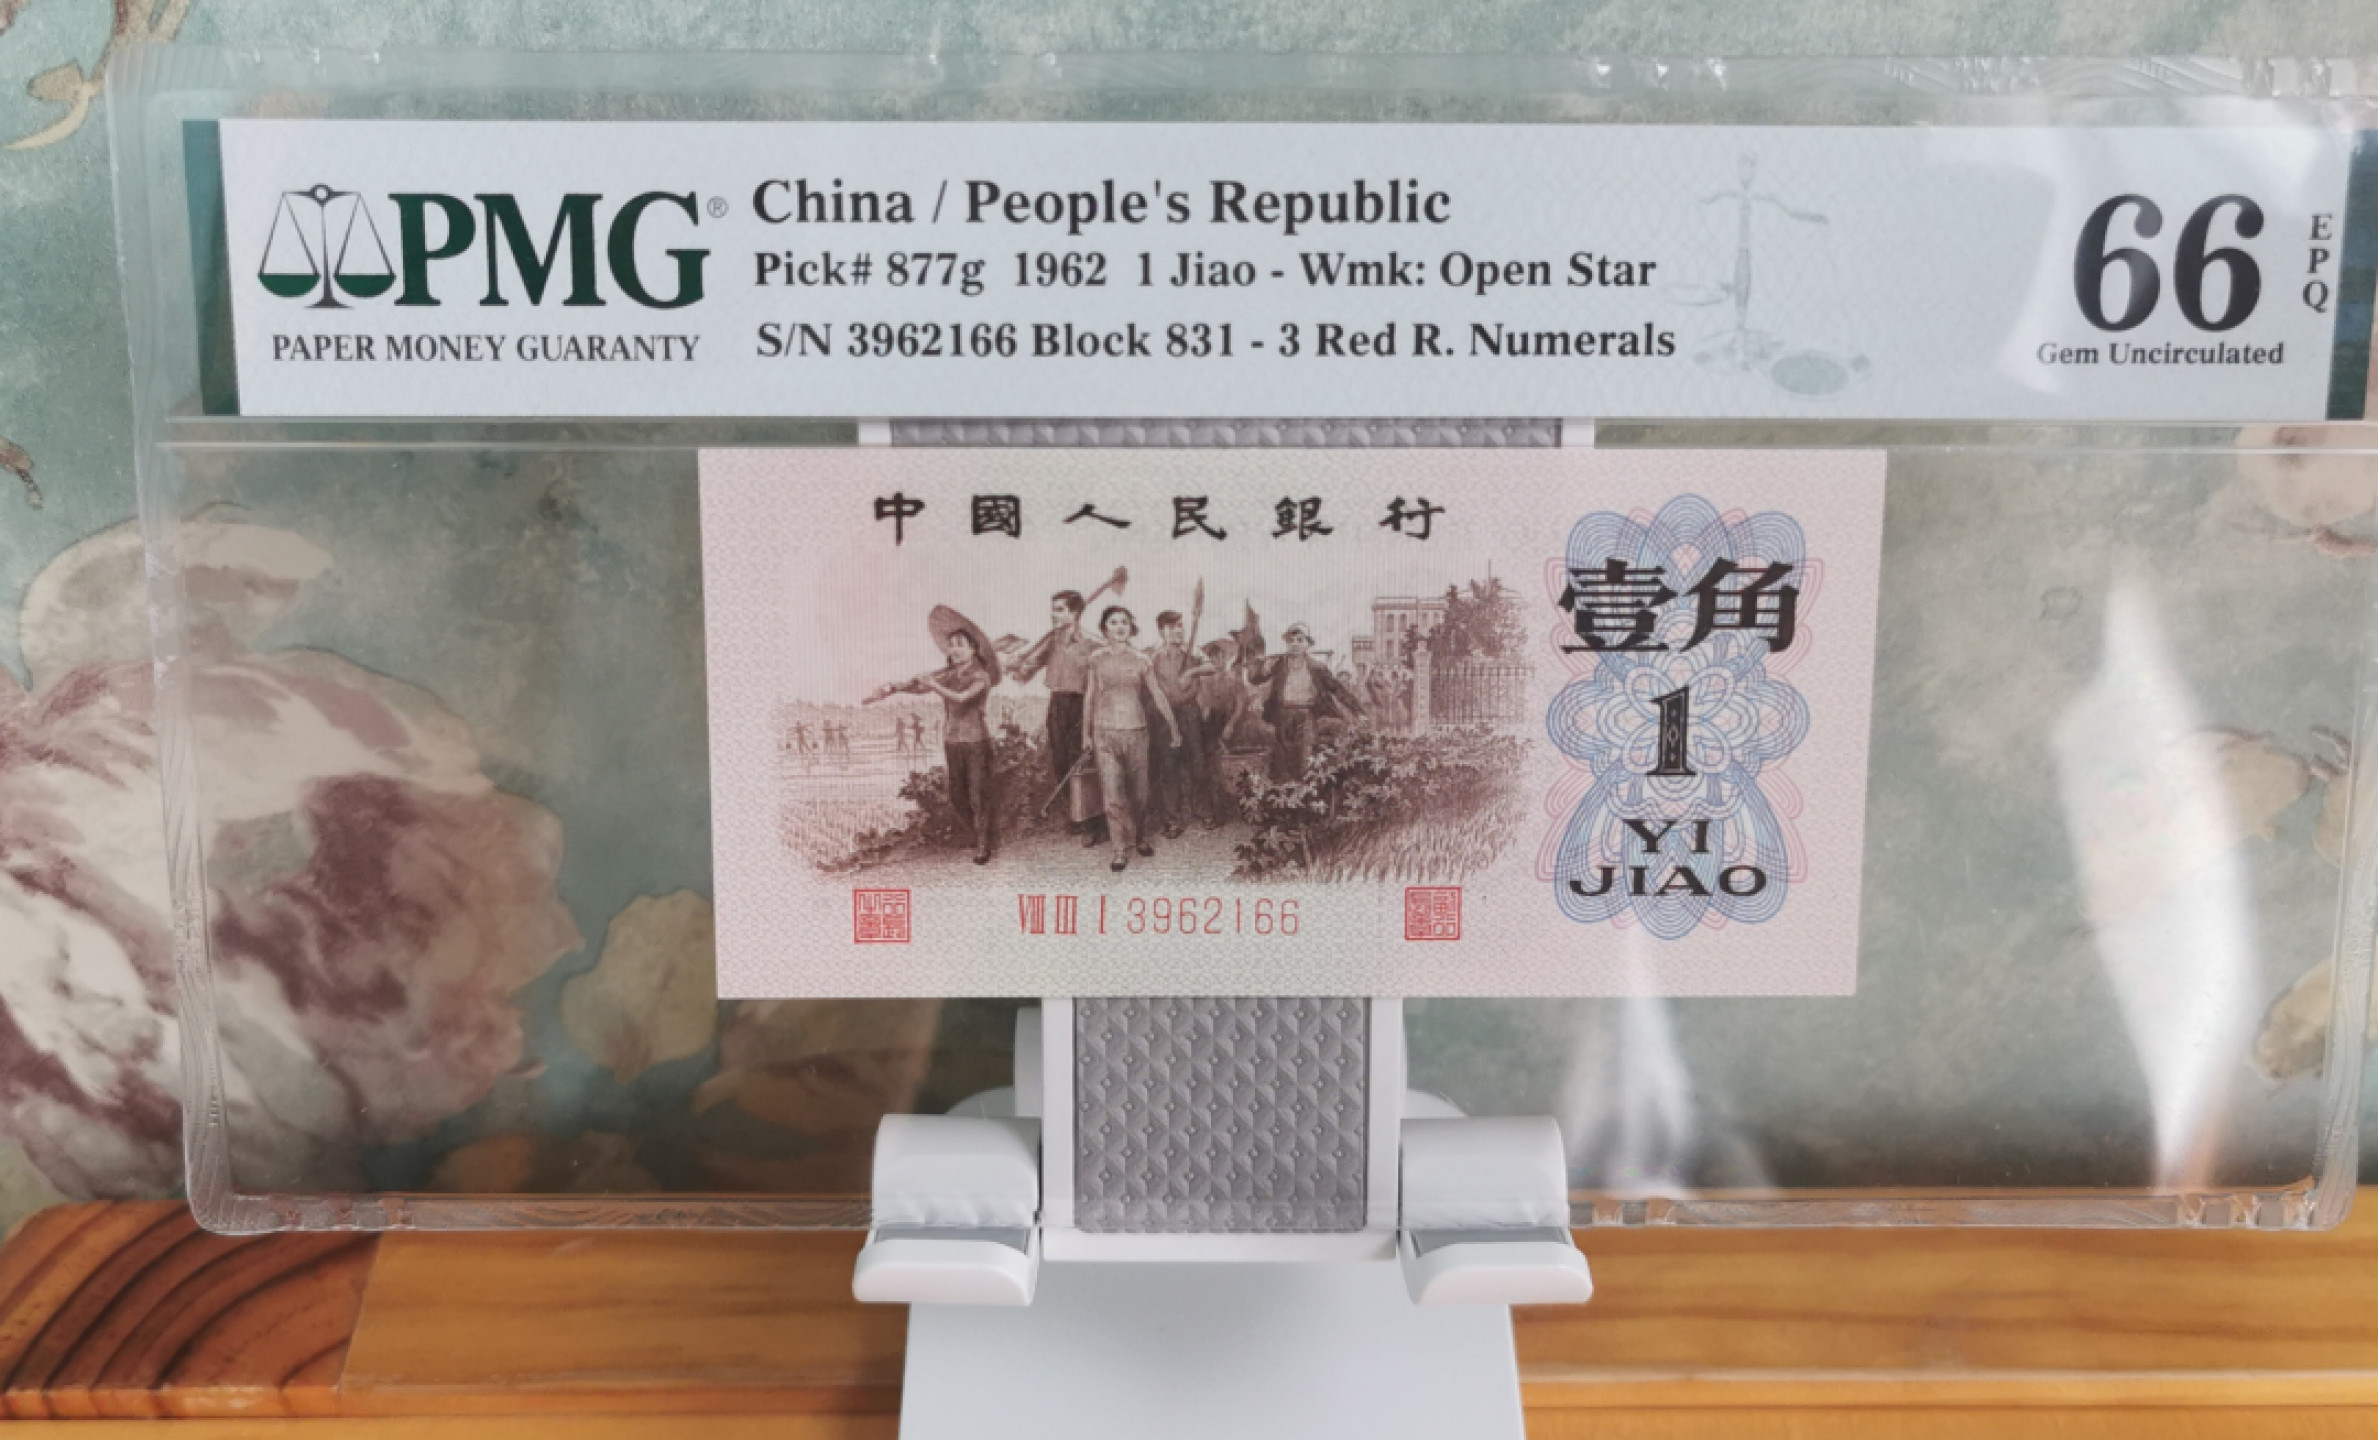 PMG®
PAPER MONEY GUARANTY
China / People's Republic
Pick# 877g 1962 1 Jiao - Wmk: Open Star
S/N 3962166 Block 831 - 3 Red R. Numerals
66
EPQ
Gem Uncirculated
中國人民銀行
壹角
1
YI
JIAO
VIII III I 3962166